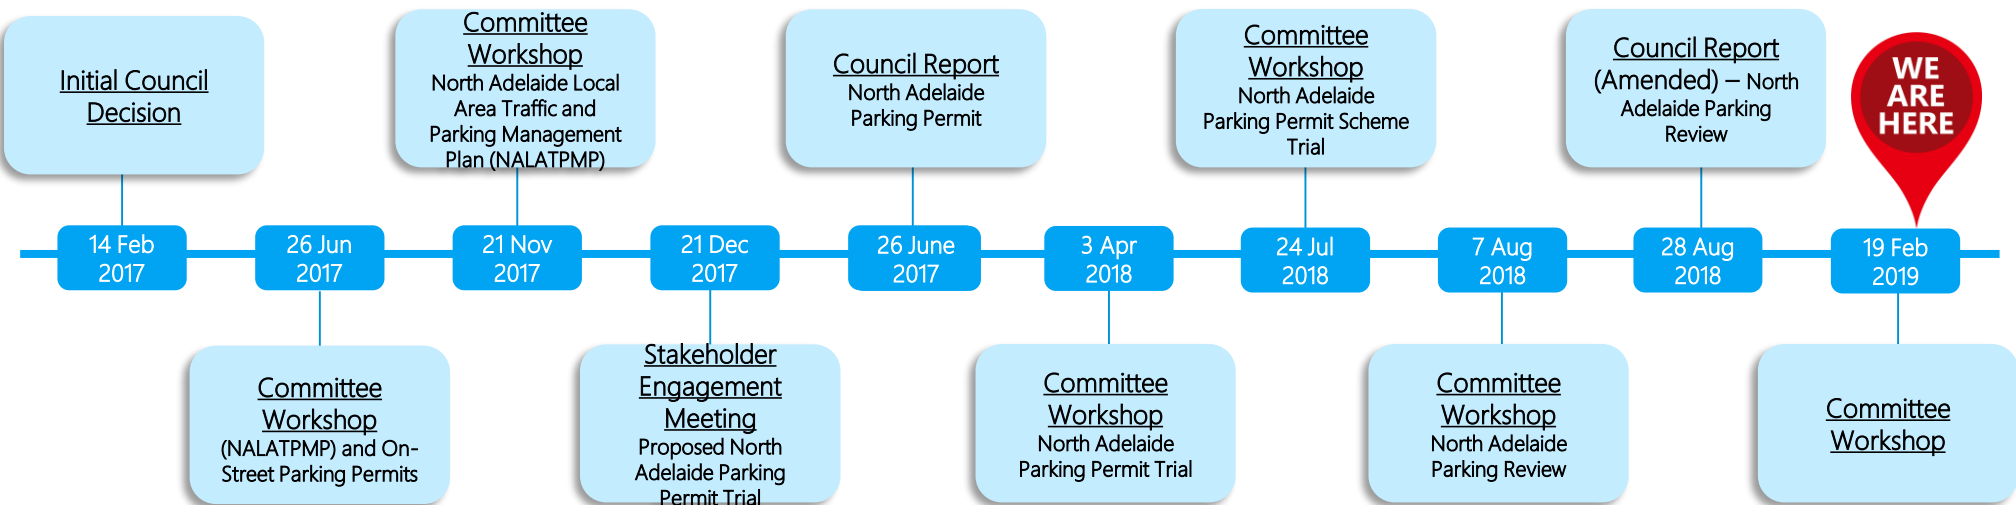 Initial Council
Decision
Committee
Workshop
North Adelaide Local
Area Traffic and
Parking Management
Plan (NALATPMP)
Council Report
North Adelaide
Parking Permit
Committee
Workshop
North Adelaide
Parking Permit Scheme
Trial
Council Report
(Amended) – North
Adelaide Parking
Review
WE
ARE
HERE
14 Feb
2017
26 Jun
2017
21 Nov
2017
21 Dec
2017
26 June
2017
3 Apr
2018
24 Jul
2018
7 Aug
2018
28 Aug
2018
19 Feb
2019
Committee
Workshop
(NALATPMP) and On-
Street Parking Permits
Stakeholder
Engagement
Meeting
Proposed North
Adelaide Parking
Permit Trial
Committee
Workshop
North Adelaide
Parking Permit Trial
Committee
Workshop
North Adelaide
Parking Review
Committee
Workshop